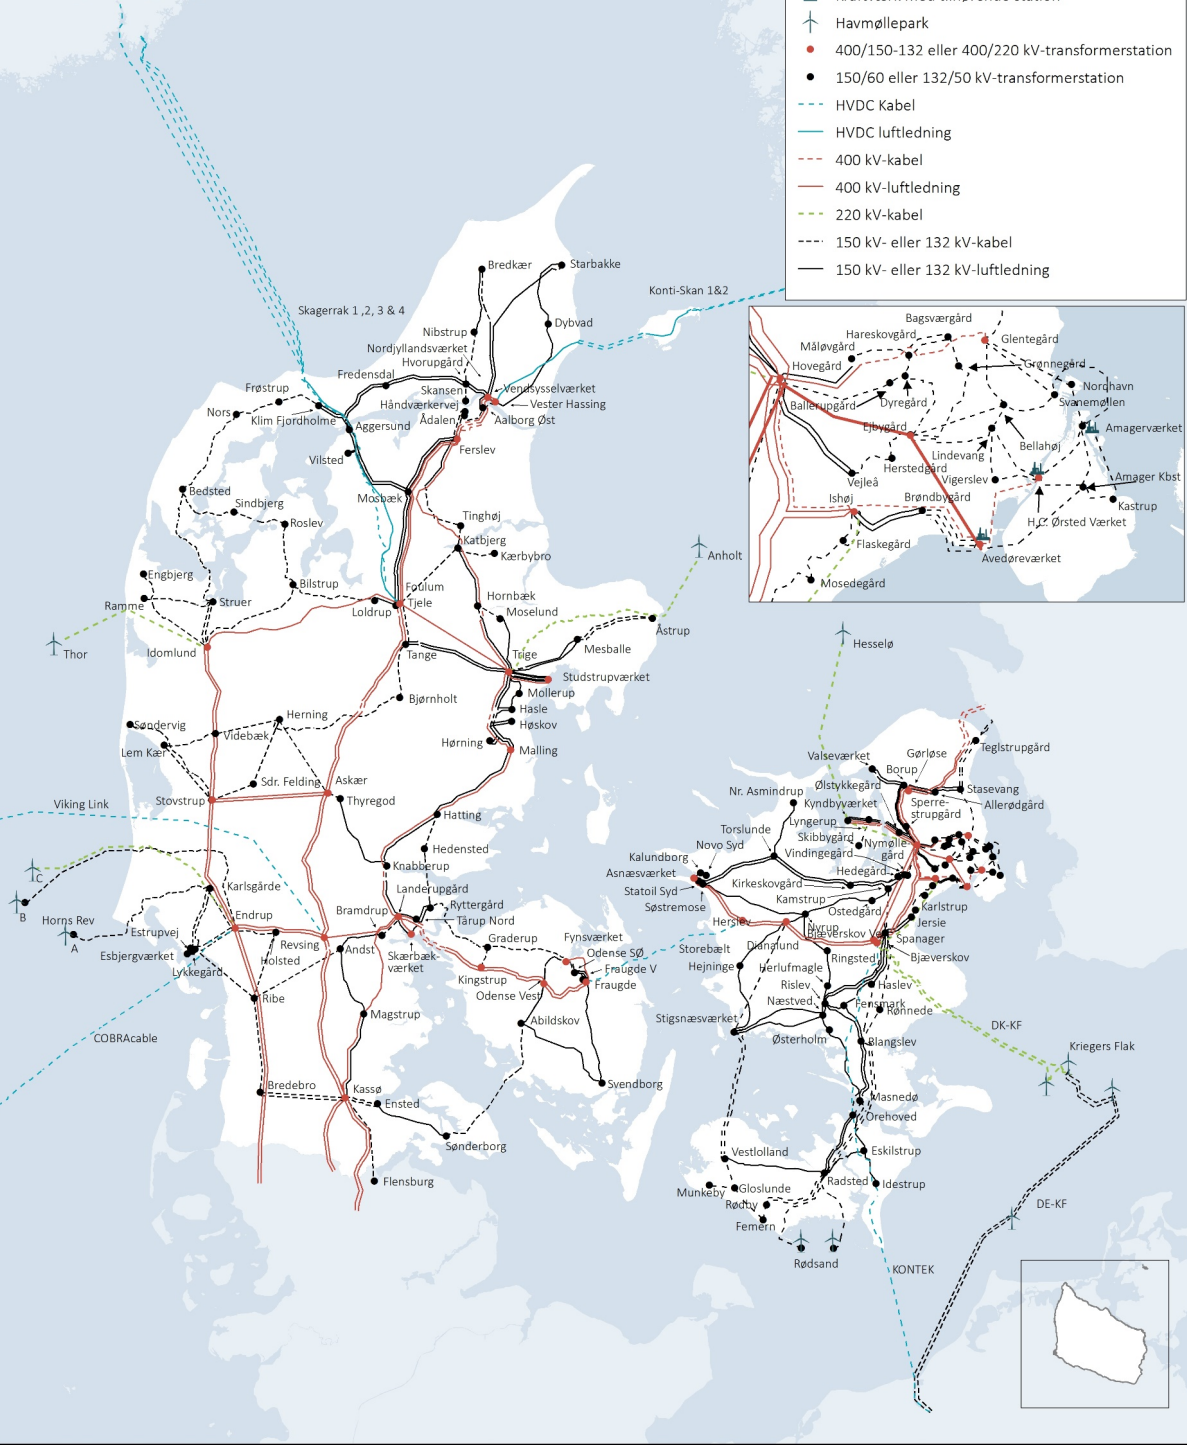 Havmøllepark
400/150-132 eller 400/220 kV-transformerstation
150/60 eller 132/50 kV-transformerstation
HVDC Kabel
HVDC luftledning
400 kV-kabel
400 kV-luftledning
220 kV-kabel
150 kV- eller 132 kV-kabel
150 kV- eller 132 kV-luftledning
Bredkær
Starbakke
Konti-Skan 1&2
Skagerrak 1 ,2, 3 & 4
Nibstrup
Dybvad
Nordjyllandsværket
Hvorupgård
Fredensdal
Skansen
Vendsysselværket
Frøstrup
Håndværkervej
Vester Hassing
Nors
Klim Fjordholme
Ådalen
Aalborg Øst
Aggersund
Ferslev
Vilsted
Mosbæk
Bedsted
Sindbjerg
Roslev
Tinghøj
Katbjerg
Kærbybro
Anholt
Engbjerg
Bilstrup
Foulum
Hornbæk
Ramme
Struer
Loldrup
Tjele
Moselund
Åstrup
Thor
Idomlund
Tange
Trige
Mesballe
Studstrupværket
Mollerup
Bjørnholt
Hasle
Høskov
Søndervig
Herning
Videbæk
Hørning
Malling
Lem Kær
Sdr. Felding
Askær
Stovstrup
Thyregod
Viking Link
Hatting
Hedensted
Knabberup
C
B
Karlsgårde
Landerupgård
Horns Rev
A
Endrup
Bramdrup
Ryttergård
Tårup Nord
Estrupvej
Revsing
Graderup
Fynsværket
Esbjergværket
Holsted
Andst
Skærbæk-
værket
Odense SØ
Lykkegård
Kingstrup
Fraugde V
Odense Vest
Fraugde
Ribe
Magstrup
Abildskov
COBRAcable
Bredebro
Kassø
Svendborg
Ensted
Sønderborg
Flensburg
Bagsværgård
Hareskovgård
Glentegård
Måløvgård
Hovegård
Grønnegård
Nordhavn
Ballerupgård
Dyregård
Svanemøllen
Ejbygård
Bellahøj
Amagerværket
Lindevang
Herstedgård
Vejleå
Vigerslev
Amager Kbst
Ishøj
Brøndbygård
Kastrup
H.C. Ørsted Værket
Flaskegård
Avedøreværket
Mosedegård
Hesselø
Teglstrupgård
Valseværket
Gørløse
Borup
Nr. Asmindrup
Ølstykkegård
Stasevang
Kyndbyværket
Sperre-
strupgård
Allerødgård
Torslunde
Lyngerup
Skibbygård
Nymølle
gård
Novo Syd
Vindingegård
Kalundborg
Asnæsværket
Hedegård
Statoil Syd
Kirkeskovgård
Kamstrup
Søstremose
Ostedgård
Karlstrup
Jersie
Herslev
Nyrup
Bjæverskov Ve
Spanager
Storebælt
Dianalund
Ringsted
Bjæverskov
Hejninge
Herlufmagle
Rislev
Haslev
Næstved
Fensmark
Rønnede
Stigsnæsværket
Østerholm
Blangslev
DK-KF
Kriegers Flak
Masnedø
Orehoved
Vestlolland
Eskilstrup
Munkeby
Gloslunde
Radsted
Idestrup
Rødby
Femern
DE-KF
Rødsand
KONTEK